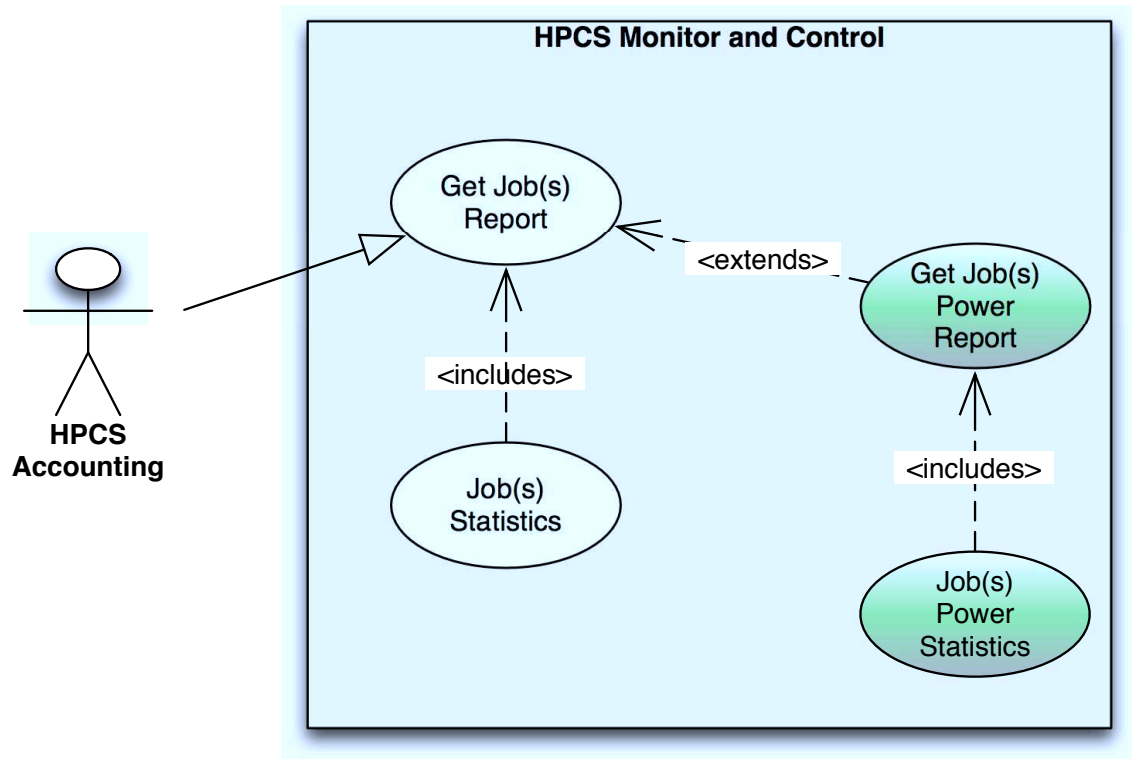 HPCS Monitor and Control
Get Job(s)
Report
<extends>
Get Job(s)
Power
Report
<includes>
HPCS
Accounting
<includes>
Job(s)
Statistics
Job(s)
Power
Statistics